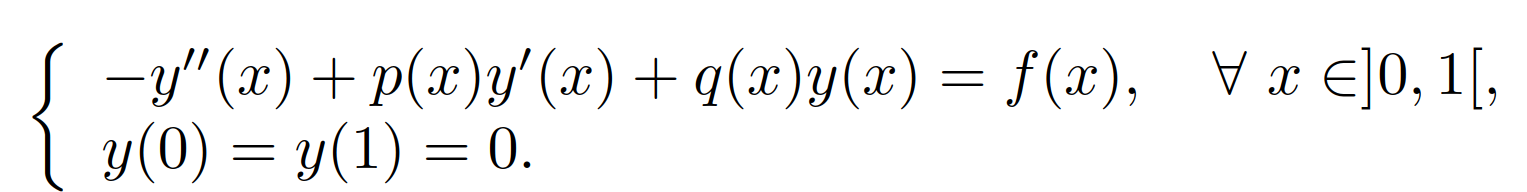 −y′′(x) + p(x)y′(x) + q(x)y(x) = f(x), ∀ x ∈]0, 1[,
y(0) = y(1) = 0.